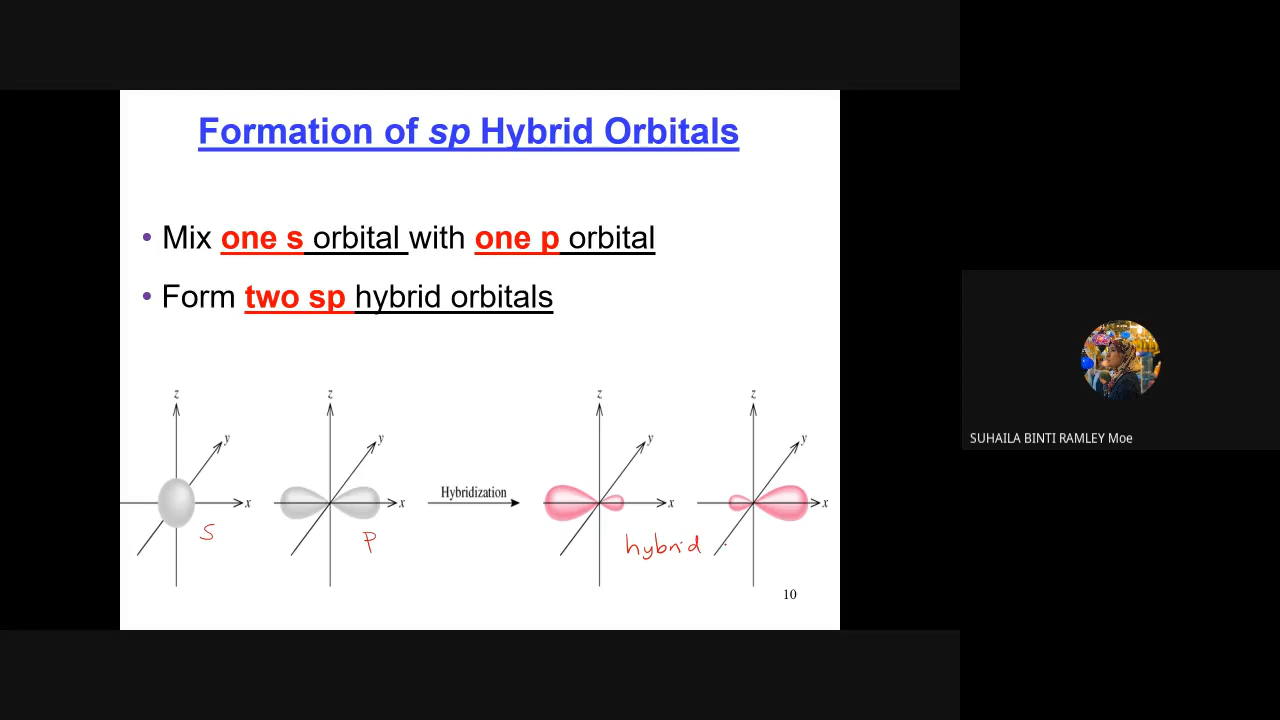 Formation of sp Hybrid Orbitals
• Mix one s orbital with one p orbital
• Form two sp hybrid orbitals
z z z z
y y y y
Hybridization
x x x x
S P hybrid
10
SUHAILA BINTI RAMLEY Moe